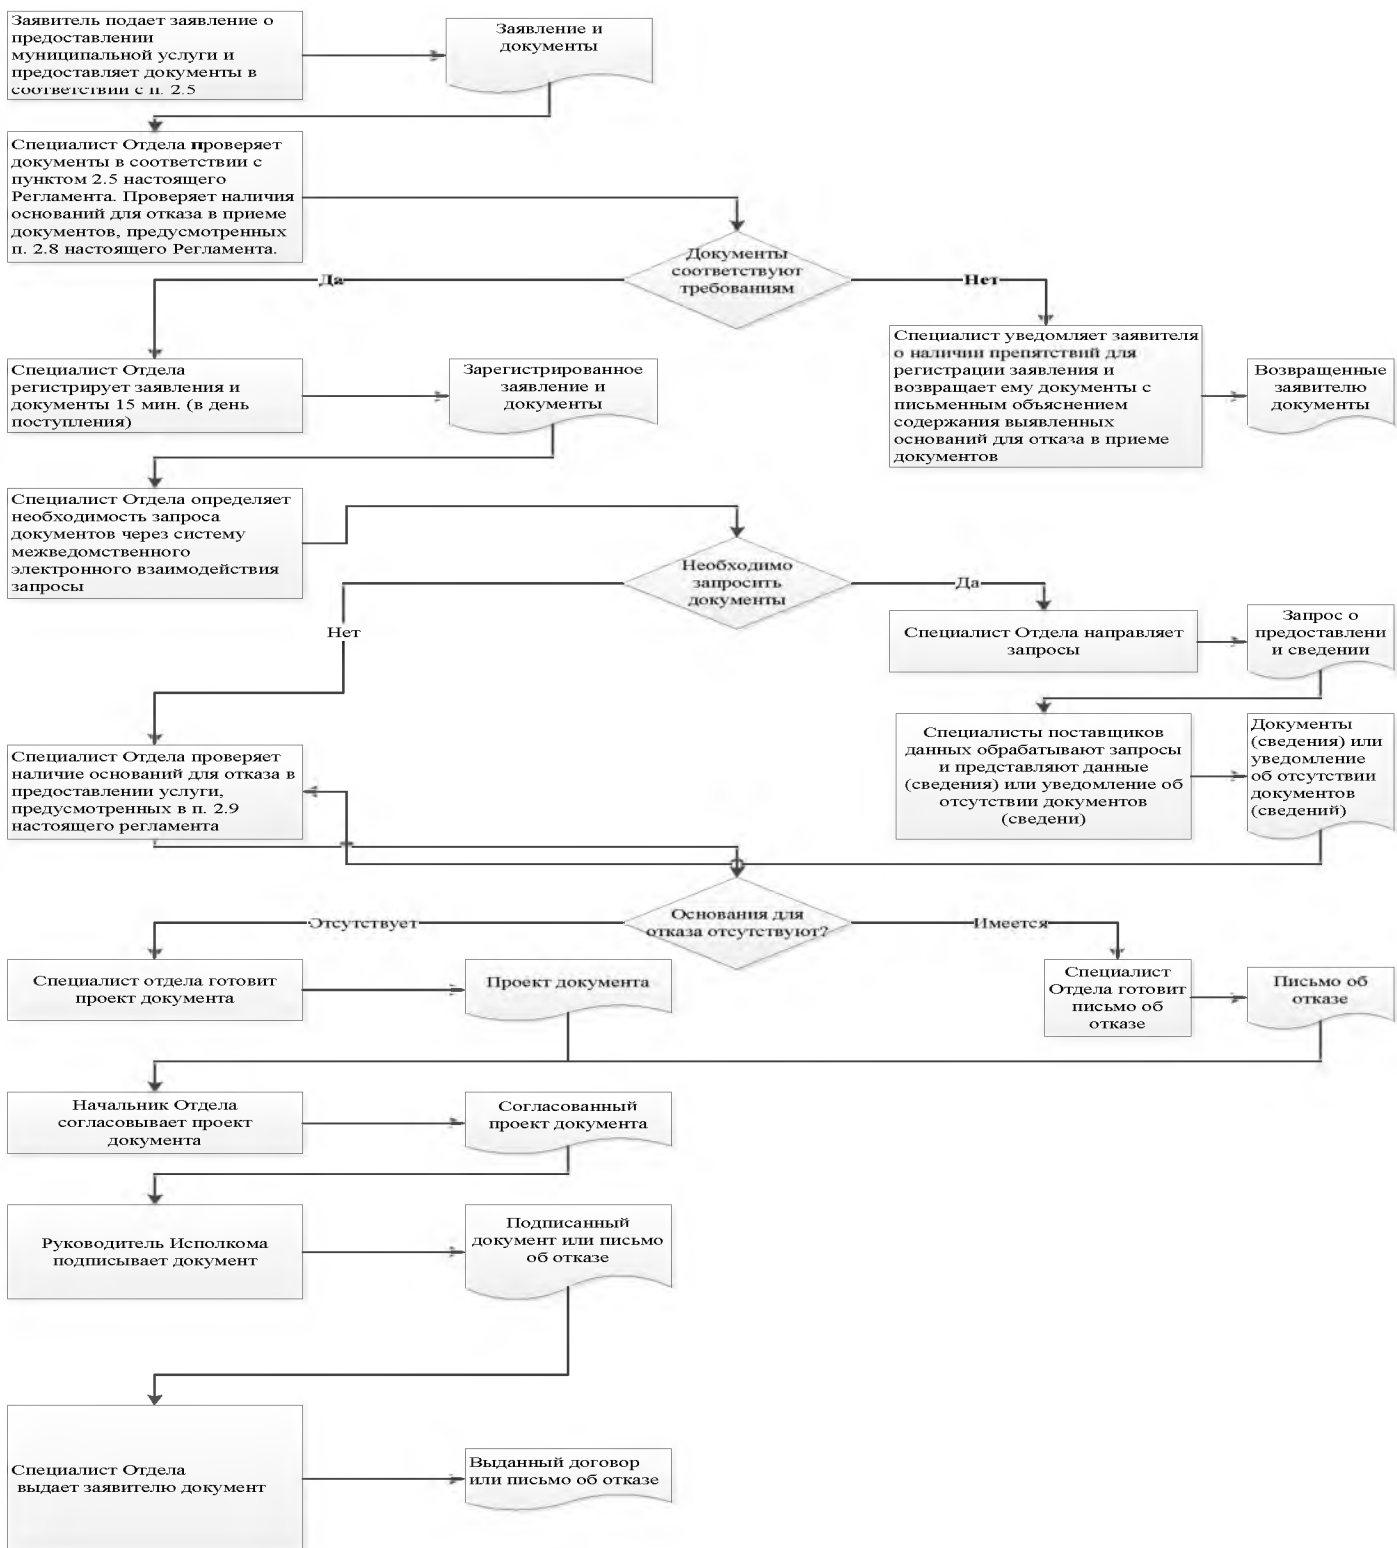 Заявитель подает заявление о
предоставлении
муниципальной услуги и
предоставляет документы в
соответствии с п. 2.5
Заявление и
документы
Специалист Отдела проверяет
документы в соответствии с
пунктом 2.5 настоящего
Регламента. Проверяет наличия
оснований для отказа в приеме
документов, предусмотренных
п. 2.8 настоящего Регламента.
Документы
соответствуют
требованиям
Да
Нет
Специалист Отдела
регистрирует заявления и
документы 15 мин. (в день
поступления)
Зарегистрированное
заявление и
документы
Специалист уведомляет заявителя
о наличии препятствий для
регистрации заявления и
возвращает ему документы с
письменным объяснением
содержания выявленных
оснований для отказа в приеме
документов
Возвращенные
заявителю
документы
Специалист Отдела определяет
необходимость запроса
документов через систему
межведомственного
электронного взаимодействия
запросы
Необходимо
запросить
документы
Да
Нет
Специалист Отдела направляет
запросы
Запрос о
предоставлени
и сведении
Специалисты поставщиков
данных обрабатывают запросы
и представляют данные
(сведения) или уведомление об
отсутствии документов
(сведени)
Документы
(сведения) или
уведомление
об отсутствии
документов
(сведений)
Специалист Отдела проверяет
наличие оснований для отказа в
предоставлении услуги,
предусмотренных в п. 2.9
настоящего регламента
Основания для
отказа отсутствуют?
Отсутствует
Имеется
Специалист отдела готовит
проект документа
Проект документа
Специалист
Отдела готовит
письмо об
отказе
Письмо об
отказе
Начальник Отдела
согласовывает проект
документа
Согласованный
проект документа
Руководитель Исполкома
подписывает документ
Подписанный
документ или письмо
об отказе
Специалист Отдела
выдает заявителю документ
Выданный договор
или письмо об отказе